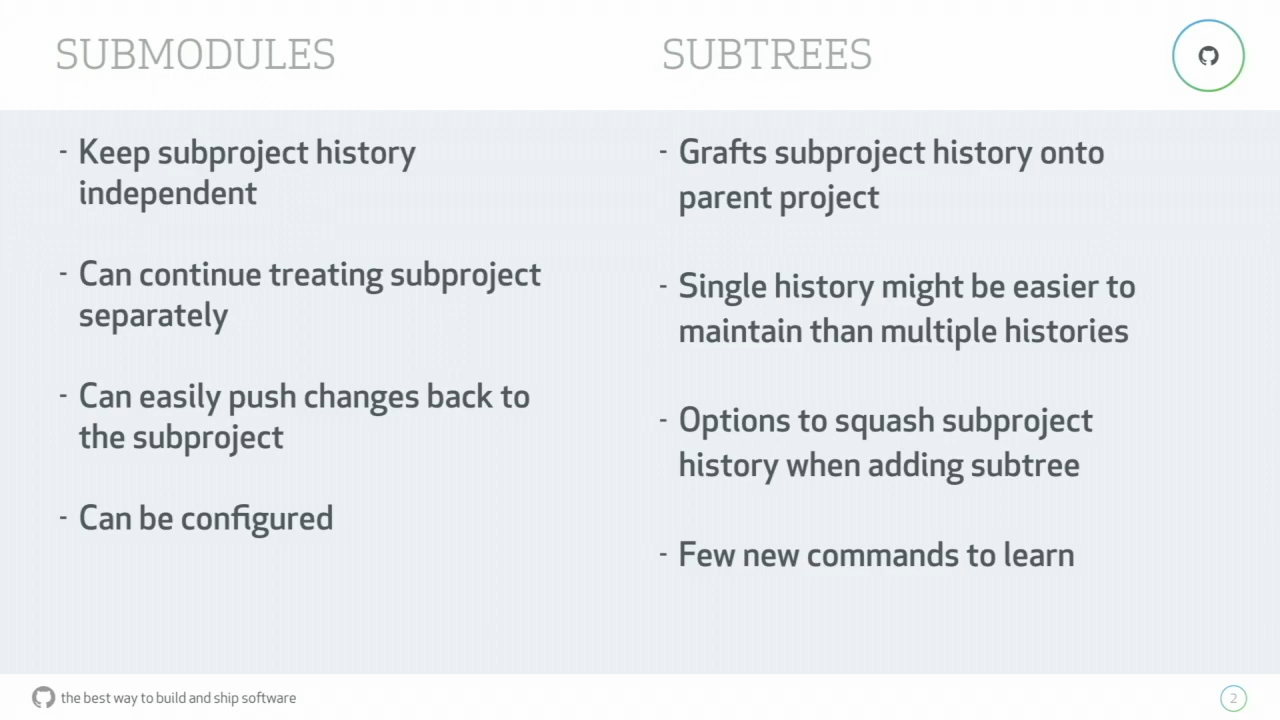 SUBMODULES
- Keep subproject history
independent
- Can continue treating subproject
separately
- Can easily push changes back to
the subproject
- Can be configured
SUBTREES
- Grafts subproject history onto
parent project
- Single history might be easier to
maintain than multiple histories
- Options to squash subproject
history when adding subtree
- Few new commands to learn
the best way to build and ship software
2